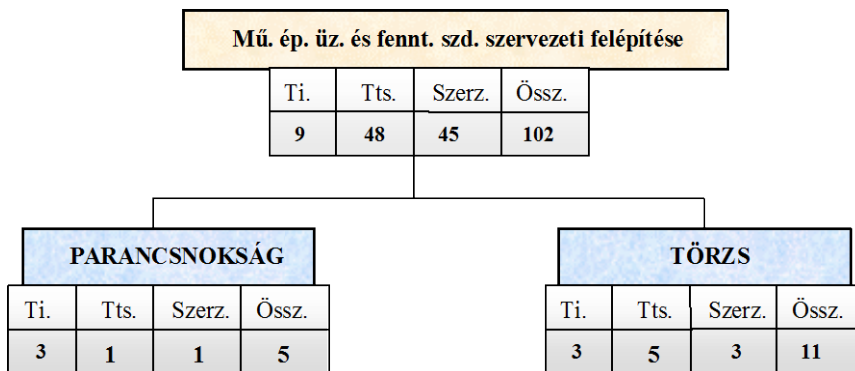 Mű. ép. üz. és fennt. szd. szervezeti felépítése
Ti. Tts. Szerz. Össz.
9 48 45 102
PARANCSNOKSÁG
Ti. Tts. Szerz. Össz.
3 1 1 5
TÖRZS
Ti. Tts. Szerz. Össz.
3 5 3 11